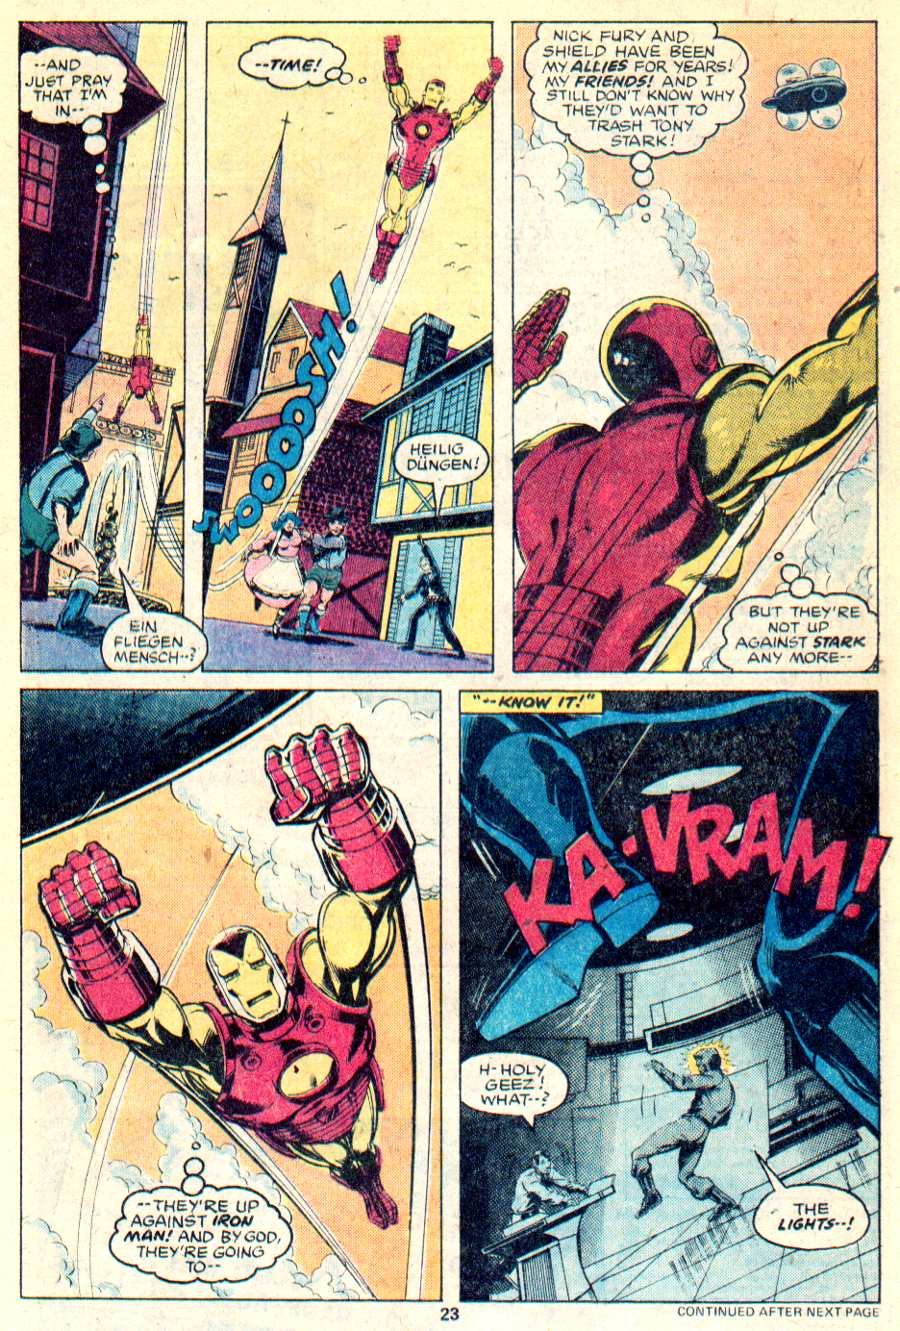 --AND
JUST PRAY
THAT I'M
IN--
EIN
FLIEGEN
MENSCH--?
--TIME!
SWOOOOSH!
HEILIG
DÜNGEN!
NICK FURY AND
SHIELD HAVE BEEN
MY ALLIES FOR YEARS!
MY FRIENDS! AND I
STILL DON'T KNOW WHY
THEY'D WANT TO
TRASH TONY
STARK!
BUT THEY'RE
NOT UP
AGAINST STARK
ANY MORE--
--THEY'RE UP
AGAINST IRON
MAN! AND BY GOD,
THEY'RE GOING
TO--
"--KNOW IT!"
KA-VRAM!
H-HOLY
GEEZ!
WHAT--?
THE
LIGHTS--!
23
CONTINUED AFTER NEXT PAGE